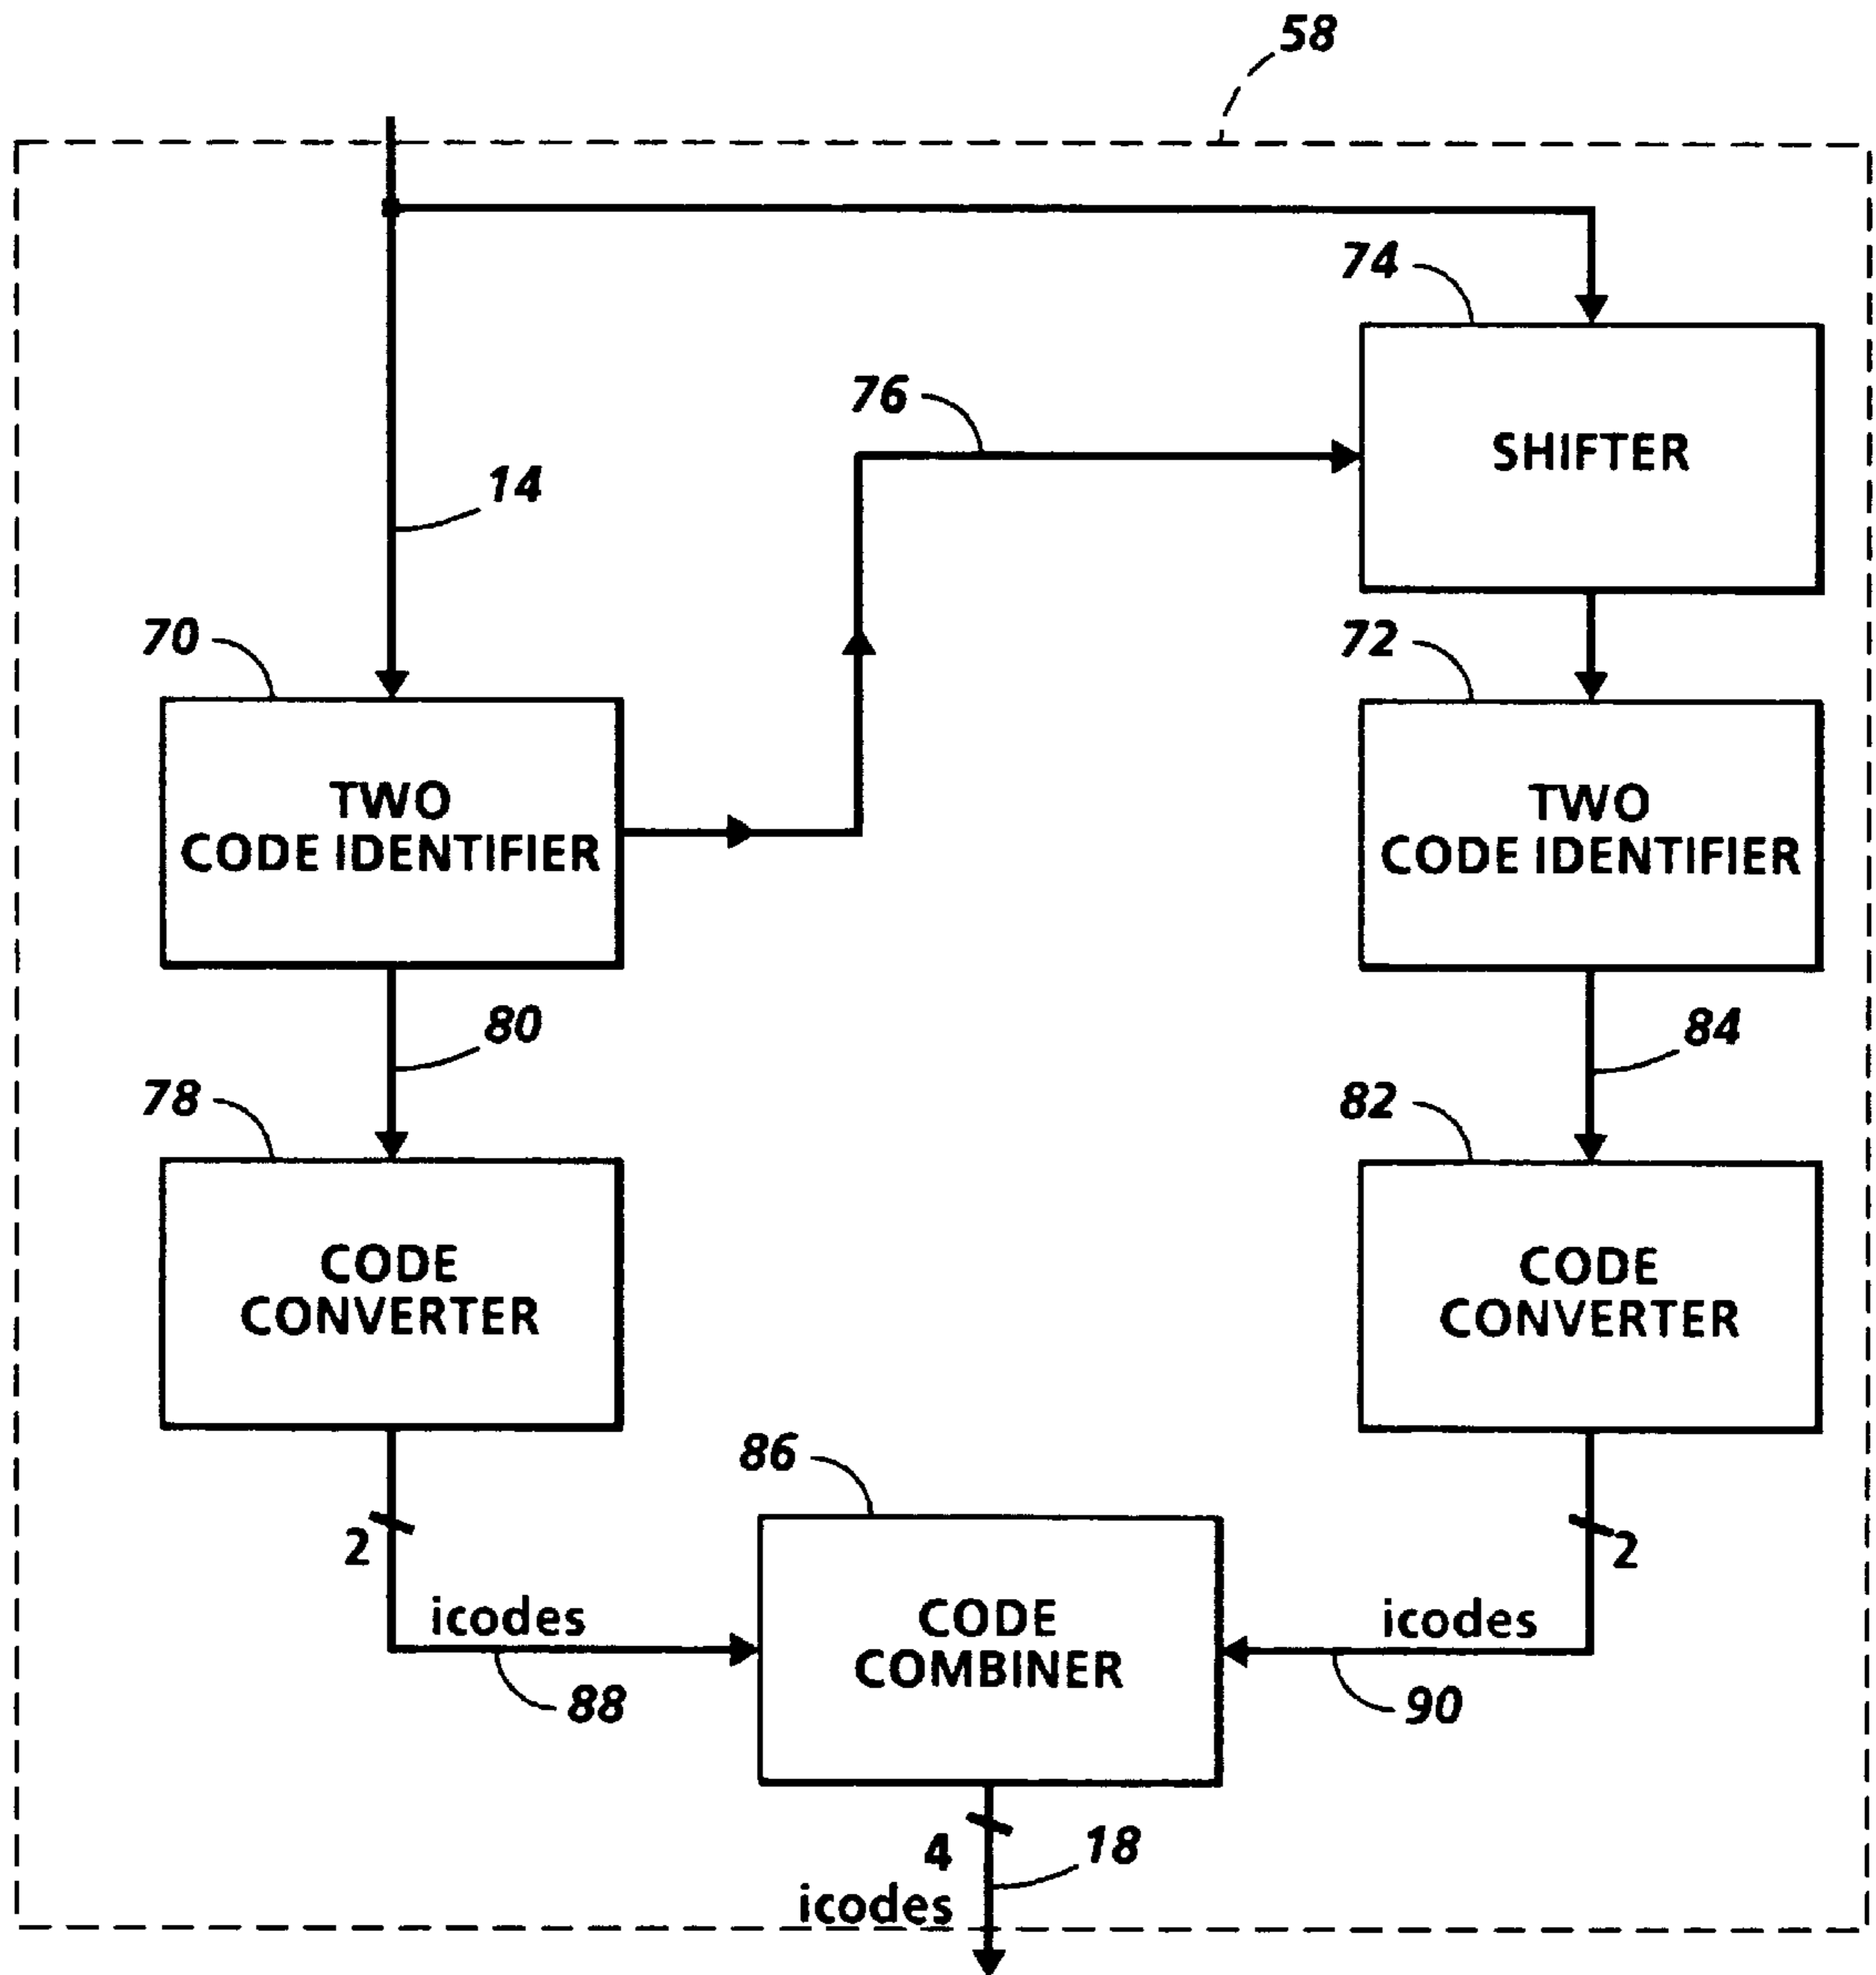 58
74
76
SHIFTER
14
70
72
TWO
CODE IDENTIFIER
TWO
CODE IDENTIFIER
80
84
78
82
CODE
CONVERTER
CODE
CONVERTER
86
2
2
icodes
CODE
COMBINER
icodes
88
90
4
icodes
18